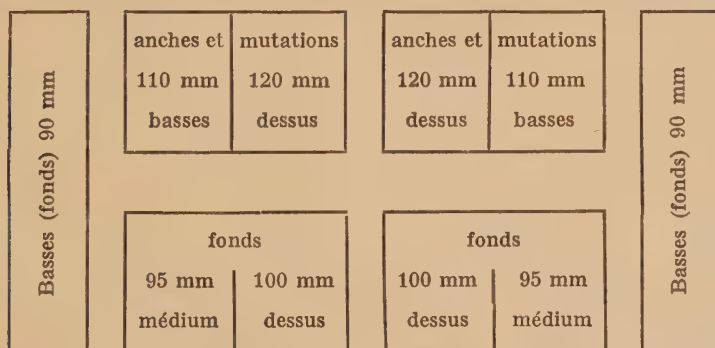 Basses (fonds) 90 mm
anches et mutations
110 mm 120 mm
basses dessus
anches et mutations
120 mm 110 mm
dessus basses
fonds
95 mm 100 mm
médium dessus
fonds
100 mm 95 mm
dessus médium
Basses (fonds) 90 mm